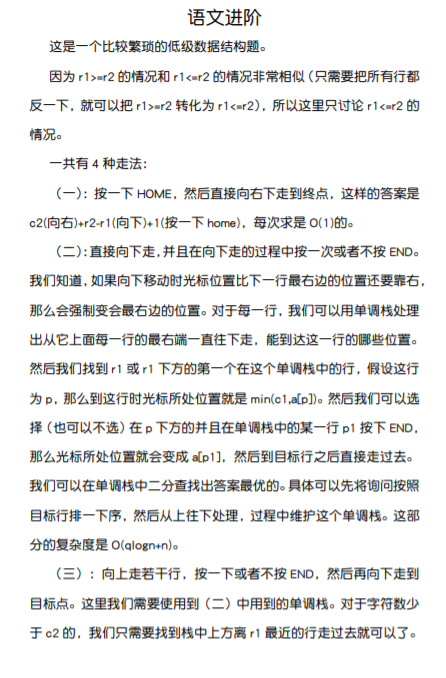 语文进阶
这是一个比较繁琐的低级数据结构题。
因为 r1>=r2 的情况和 r1<=r2 的情况非常相似（只需要把所有行都
反一下，就可以把 r1>=r2 转化为 r1<=r2），所以这里只讨论 r1<=r2 的
情况。
一共有 4 种走法：
（一）：按一下 HOME，然后直接向右下走到终点，这样的答案是
c2(向右)+r2-r1(向下)+1(按一下 home)，每次求是 O(1)的。
（二）：直接向下走，并且在向下走的过程中按一次或者不按 END。
我们知道，如果向下移动时光标位置比下一行最右边的位置还要靠右，
那么会强制变会最右边的位置。对于每一行，我们可以用单调栈处理
出从它上面每一行的最右端一直往下走，能到达这一行的哪些位置。
然后我们找到 r1 或 r1 下方的第一个在这个单调栈中的行，假设这行
为 p，那么到这行时光标所处位置就是 min(c1,a[p])。然后我们可以选
择（也可以不选）在 p 下方的并且在单调栈中的某一行 p1 按下 END，
那么光标所处位置就会变成 a[p1]，然后到目标行之后直接走过去。
我们可以在单调栈中二分查找出答案最优的。具体可以先将询问按照
目标行排一下序，然后从上往下处理，过程中维护这个单调栈。这部
分的复杂度是 O(qlogn+n)。
（三）：向上走若干行，按一下或者不按 END，然后再向下走到
目标点。这里我们需要使用到（二）中用到的单调栈。对于字符数少
于 c2 的，我们只需要找到栈中上方离 r1 最近的行走过去就可以了。